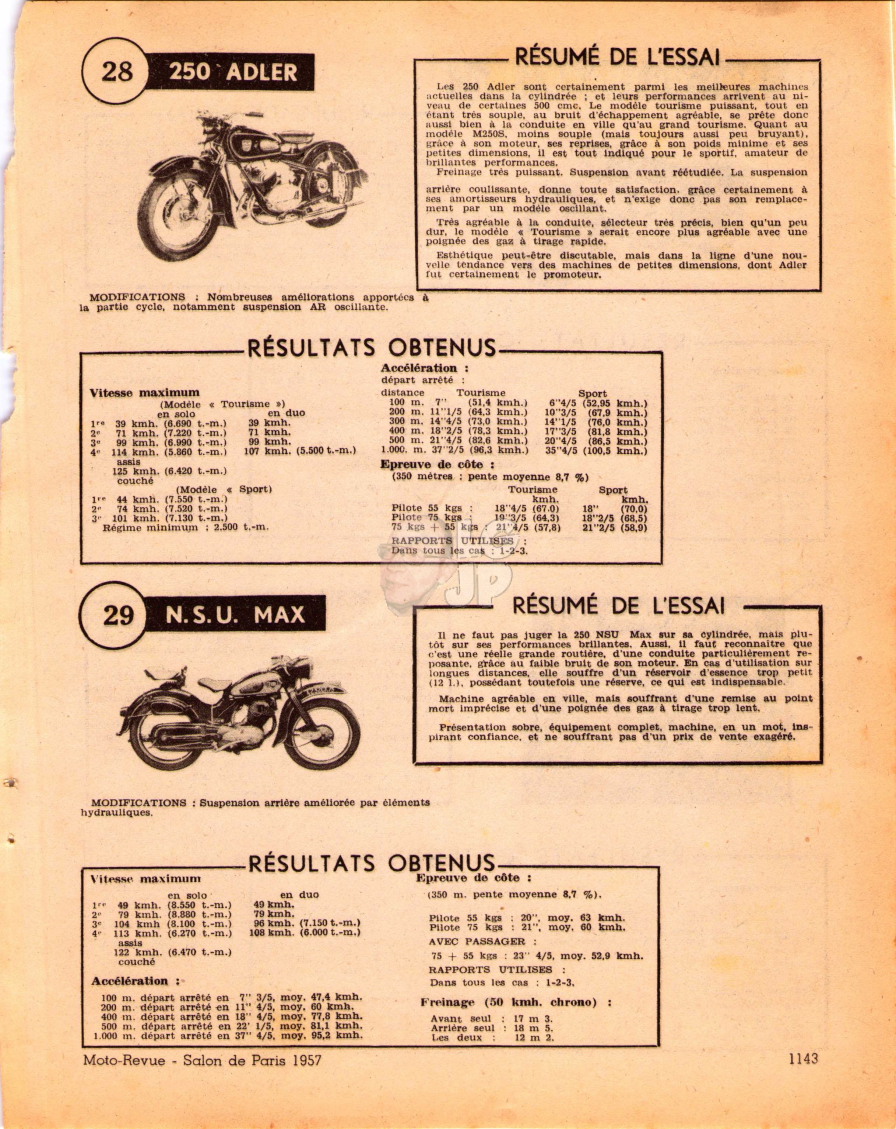 28 250 ADLER
RÉSUMÉ DE L'ESSAI
Les 250 Adler sont certainement parmi les meilleures machines
actuelles dans la cylindrée ; et leurs performances arrivent au ni-
veau de certaines 500 cmc. Le modèle tourisme puissant, tout en
étant très souple, au bruit d'échappement agréable, se prête donc
aussi bien à la conduite en ville qu'au grand tourisme. Quant au
modèle M250S, moins souple (mais toujours aussi peu bruyant),
grâce à son moteur, ses reprises, grâce à son poids minime et ses
petites dimensions, il est tout indiqué pour le sportif, amateur de
brillantes performances.
Freinage très puissant. Suspension avant réétudiée. La suspension
arrière coulissante, donne toute satisfaction, grâce certainement à
ses amortisseurs hydrauliques, et n'exige donc pas son remplace-
ment par un modèle oscillant.
Très agréable à la conduite, sélecteur très précis, bien qu'un peu
dur, le modèle « Tourisme » serait encore plus agréable avec une
poignée des gaz à tirage rapide.
Esthétique peut-être discutable, mais dans la ligne d'une nou-
velle tendance vers des machines de petites dimensions, dont Adler
fut certainement le promoteur.
MODIFICATIONS : Nombreuses améliorations apportées à
la partie cycle, notamment suspension AR oscillante.
RÉSULTATS OBTENUS
Vitesse maximum
(Modèle « Tourisme »)
en solo en duo
1re 39 kmh. (6.690 t.-m.) 39 kmh.
2e 71 kmh. (7.220 t.-m.) 71 kmh.
3e 99 kmh. (6.990 t.-m.) 99 kmh.
4e 114 kmh. (5.860 t.-m.) 107 kmh. (5.500 t.-m.)
assis
125 kmh. (6.420 t.-m.)
couché
(Modèle « Sport)
1re 44 kmh. (7.550 t.-m.)
2e 74 kmh. (7.520 t.-m.)
3e 101 kmh. (7.130 t.-m.)
Régime minimum : 2.500 t.-m.
Accélération :
départ arrêté :
distance Tourisme Sport
100 m. 7" (51,4 kmh.) 6"4/5 (52,95 kmh.)
200 m. 11"1/5 (64,3 kmh.) 10"3/5 (67,9 kmh.)
300 m. 14"4/5 (73,0 kmh.) 14"1/5 (76,0 kmh.)
400 m. 18"2/5 (78,3 kmh.) 17"3/5 (81,8 kmh.)
500 m. 21"4/5 (82,6 kmh.) 20"4/5 (86,5 kmh.)
1.000. m. 37"2/5 (96,3 kmh.) 35"4/5 (100,5 kmh.)
Epreuve de côte :
(350 mètres : pente moyenne 8,7 %)
Tourisme Sport
kmh. kmh.
Pilote 55 kgs : 18"4/5 (67.0) 18" (70,0)
Pilote 75 kgs : 19"3/5 (64,3) 18"2/5 (68,5)
75 kgs + 55 kgs : 21"4/5 (57,8) 21"2/5 (58,9)
RAPPORTS UTILISES :
Dans tous les cas : 1-2-3.
JP
29 N.S.U. MAX
RÉSUMÉ DE L'ESSAI
Il ne faut pas juger la 250 NSU Max sur sa cylindrée, mais plu-
tôt sur ses performances brillantes. Aussi, il faut reconnaître que
c'est une réelle grande routière, d'une conduite particulièrement re-
posante, grâce au faible bruit de son moteur. En cas d'utilisation sur
longues distances, elle souffre d'un réservoir d'essence trop petit
(12 l.), possédant toutefois une réserve, ce qui est indispensable.
Machine agréable en ville, mais souffrant d'une remise au point
mort imprécise et d'une poignée des gaz à tirage trop lent.
Présentation sobre, équipement complet, machine, en un mot, ins-
pirant confiance, et ne souffrant pas d'un prix de vente exagéré.
MODIFICATIONS : Suspension arrière améliorée par éléments
hydrauliques.
RÉSULTATS OBTENUS
Vitesse maximum
en solo en duo
1re 49 kmh. (8.550 t.-m.) 49 kmh.
2e 79 kmh. (8.880 t.-m.) 79 kmh.
3e 104 kmh (8.100 t.-m.) 96 kmh. (7.150 t.-m.)
4e 113 kmh. (6.270 t.-m.) 108 kmh. (6.000 t.-m.)
assis
122 kmh. (6.470 t.-m.)
couché
Accélération :
100 m. départ arrêté en 7" 3/5, moy. 47,4 kmh.
200 m. départ arrêté en 11" 4/5, moy. 60 kmh.
400 m. départ arrêté en 18" 4/5, moy. 77,8 kmh.
500 m. départ arrêté en 22' 1/5, moy. 81,1 kmh.
1.000 m. départ arrêté en 37" 4/5, moy. 95,2 kmh.
Epreuve de côte :
(350 m. pente moyenne 8,7 %).
Pilote 55 kgs : 20", moy. 63 kmh.
Pilote 75 kgs : 21", moy. 60 kmh.
AVEC PASSAGER :
75 + 55 kgs : 23" 4/5, moy. 52,9 kmh.
RAPPORTS UTILISES :
Dans tous les cas : 1-2-3.
Freinage (50 kmh. chrono) :
Avant seul : 17 m 3.
Arrière seul : 18 m 5.
Les deux : 12 m 2.
Moto-Revue - Salon de Paris 1957 1143